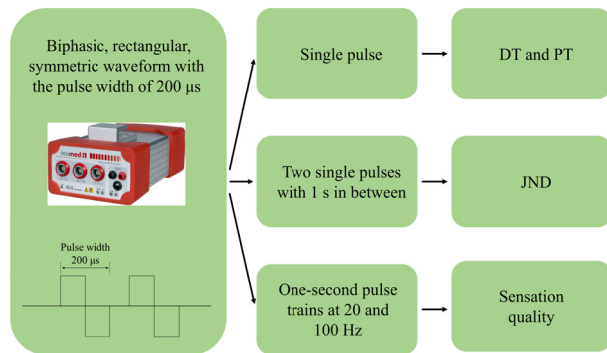 Biphasic, rectangular,
symmetric waveform with
the pulse width of 200 μs
inomed
Pulse width
200 μs
Single pulse
DT and PT
Two single pulses
with 1 s in between
JND
One-second pulse
trains at 20 and
100 Hz
Sensation
quality